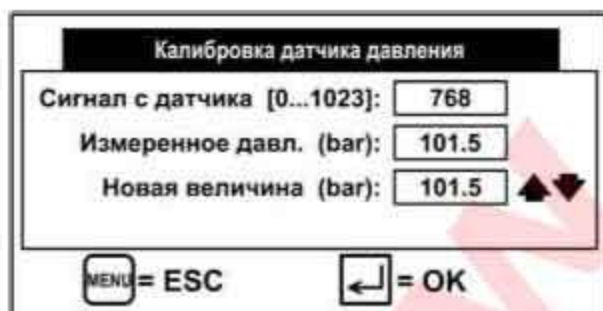 Калибровка датчика давления
Сигнал с датчика [0...1023]: 768
Измеренное давл. (bar): 101.5
Новая величина (bar): 101.5
MENU = ESC = OK